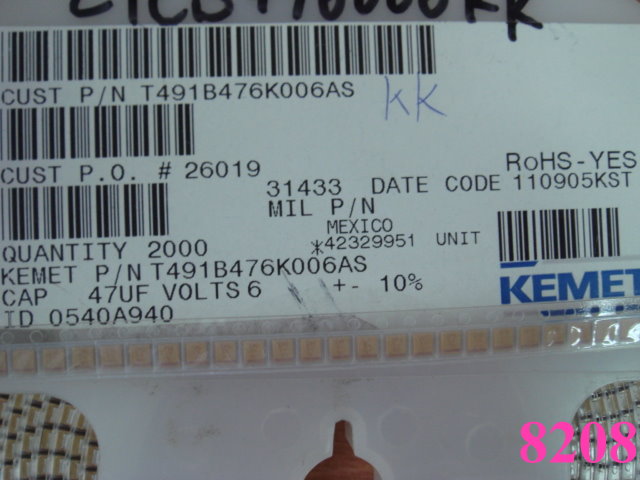 CUST P/N T491B476K006AS
KK
CUST P.O. # 26019
RoHS-YES
31433 DATE CODE 110905KST
MIL P/N
MEXICO
QUANTITY 2000 *42329951 UNIT
KEMET P/N T491B476K006AS
CAP 47UF VOLTS 6 +- 10%
KEMET
ID 0540A940
8208